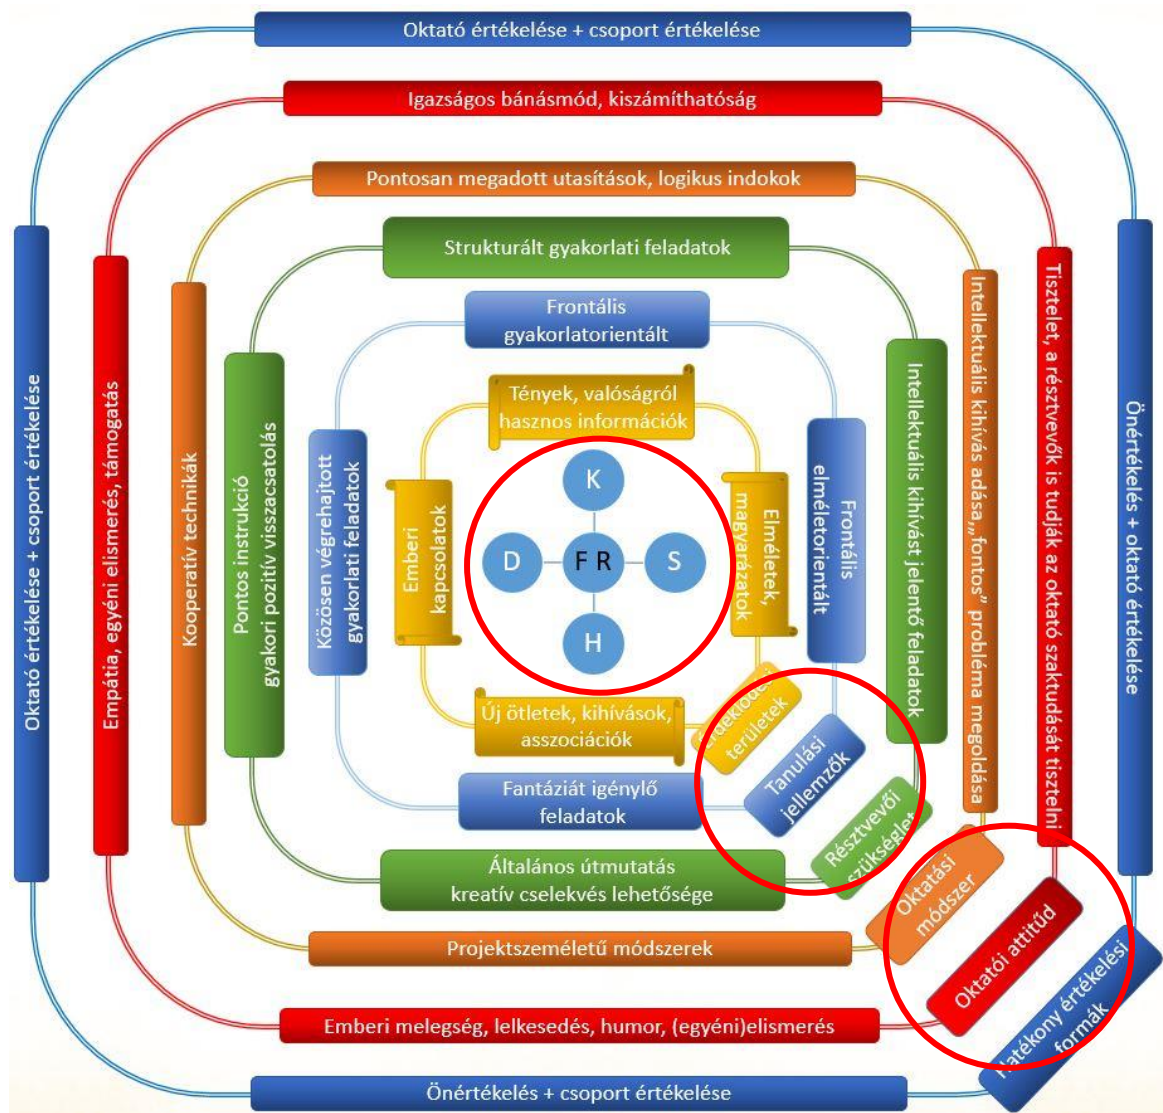 Oktató értékelése + csoport értékelése
Igazságos bánásmód, kiszámíthatóság
Pontosan megadott utasítások, logikus indokok
Strukturált gyakorlati feladatok
Frontális
gyakorlatorientált
Tények, valóságról
hasznos információk
K
D
F R
S
H
Oktató értékelése + csoport értékelése
Empátia, egyéni elismerés, támogatás
Kooperatív technikák
Pontos instrukció
gyakori pozitív visszacsatolás
Közösen végrehajtott
gyakorlati feladatok
Emberi
kapcsolatok
Elméletek,
magyarázatok
Frontális
elméletorientált
Intellektuális kihívást jelentő feladatok
Intellektuális kihívás adása,„fontos” probléma megoldása
Tisztelet, a résztvevők is tudják az oktató szaktudását tisztelni
Önértékelés + oktató értékelése
Új ötletek, kihívások,
asszociációk
Fantáziát igénylő
feladatok
Általános útmutatás
kreatív cselekvés lehetősége
Projektszeméletű módszerek
Emberi melegség, lelkesedés, humor, (egyéni)elismerés
Önértékelés + csoport értékelése
Érdeklődési
területek
Tanulási
jellemzők
Résztvevői
szükséglet
Oktatási
módszer
Oktatói attitűd
Hatékony értékelési
formák